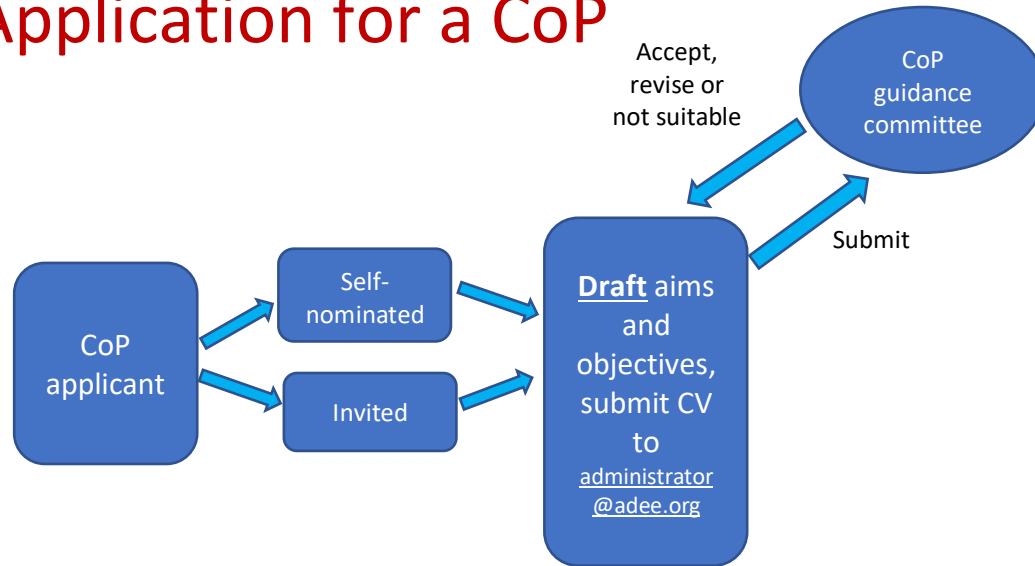 Application for a CoP
Accept,
revise or
not suitable
CoP
guidance
committee
Submit
Self-
nominated
CoP
applicant
Invited
Draft aims
and
objectives,
submit CV
to
administrator
@adee.org